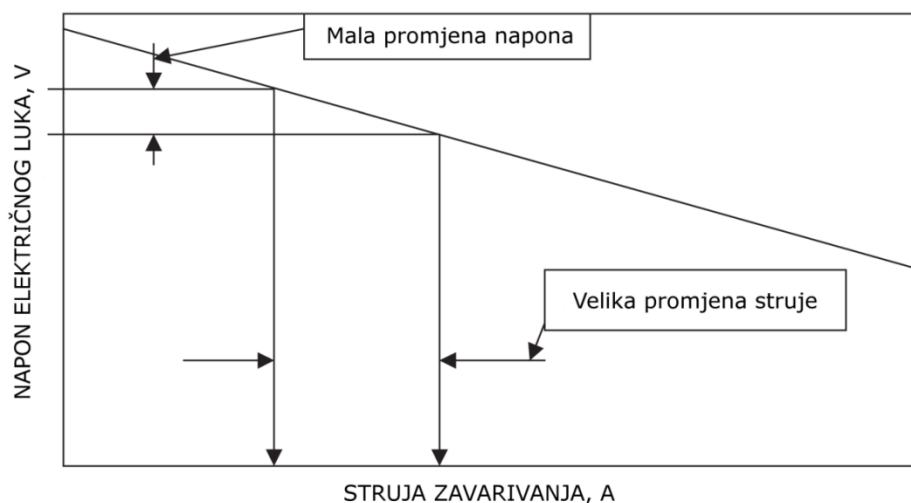 Mala promjena napona
NAPON ELEKTRIČNOG LUKA, V
Velika promjena struje
STRUJA ZAVARIVANJA, A